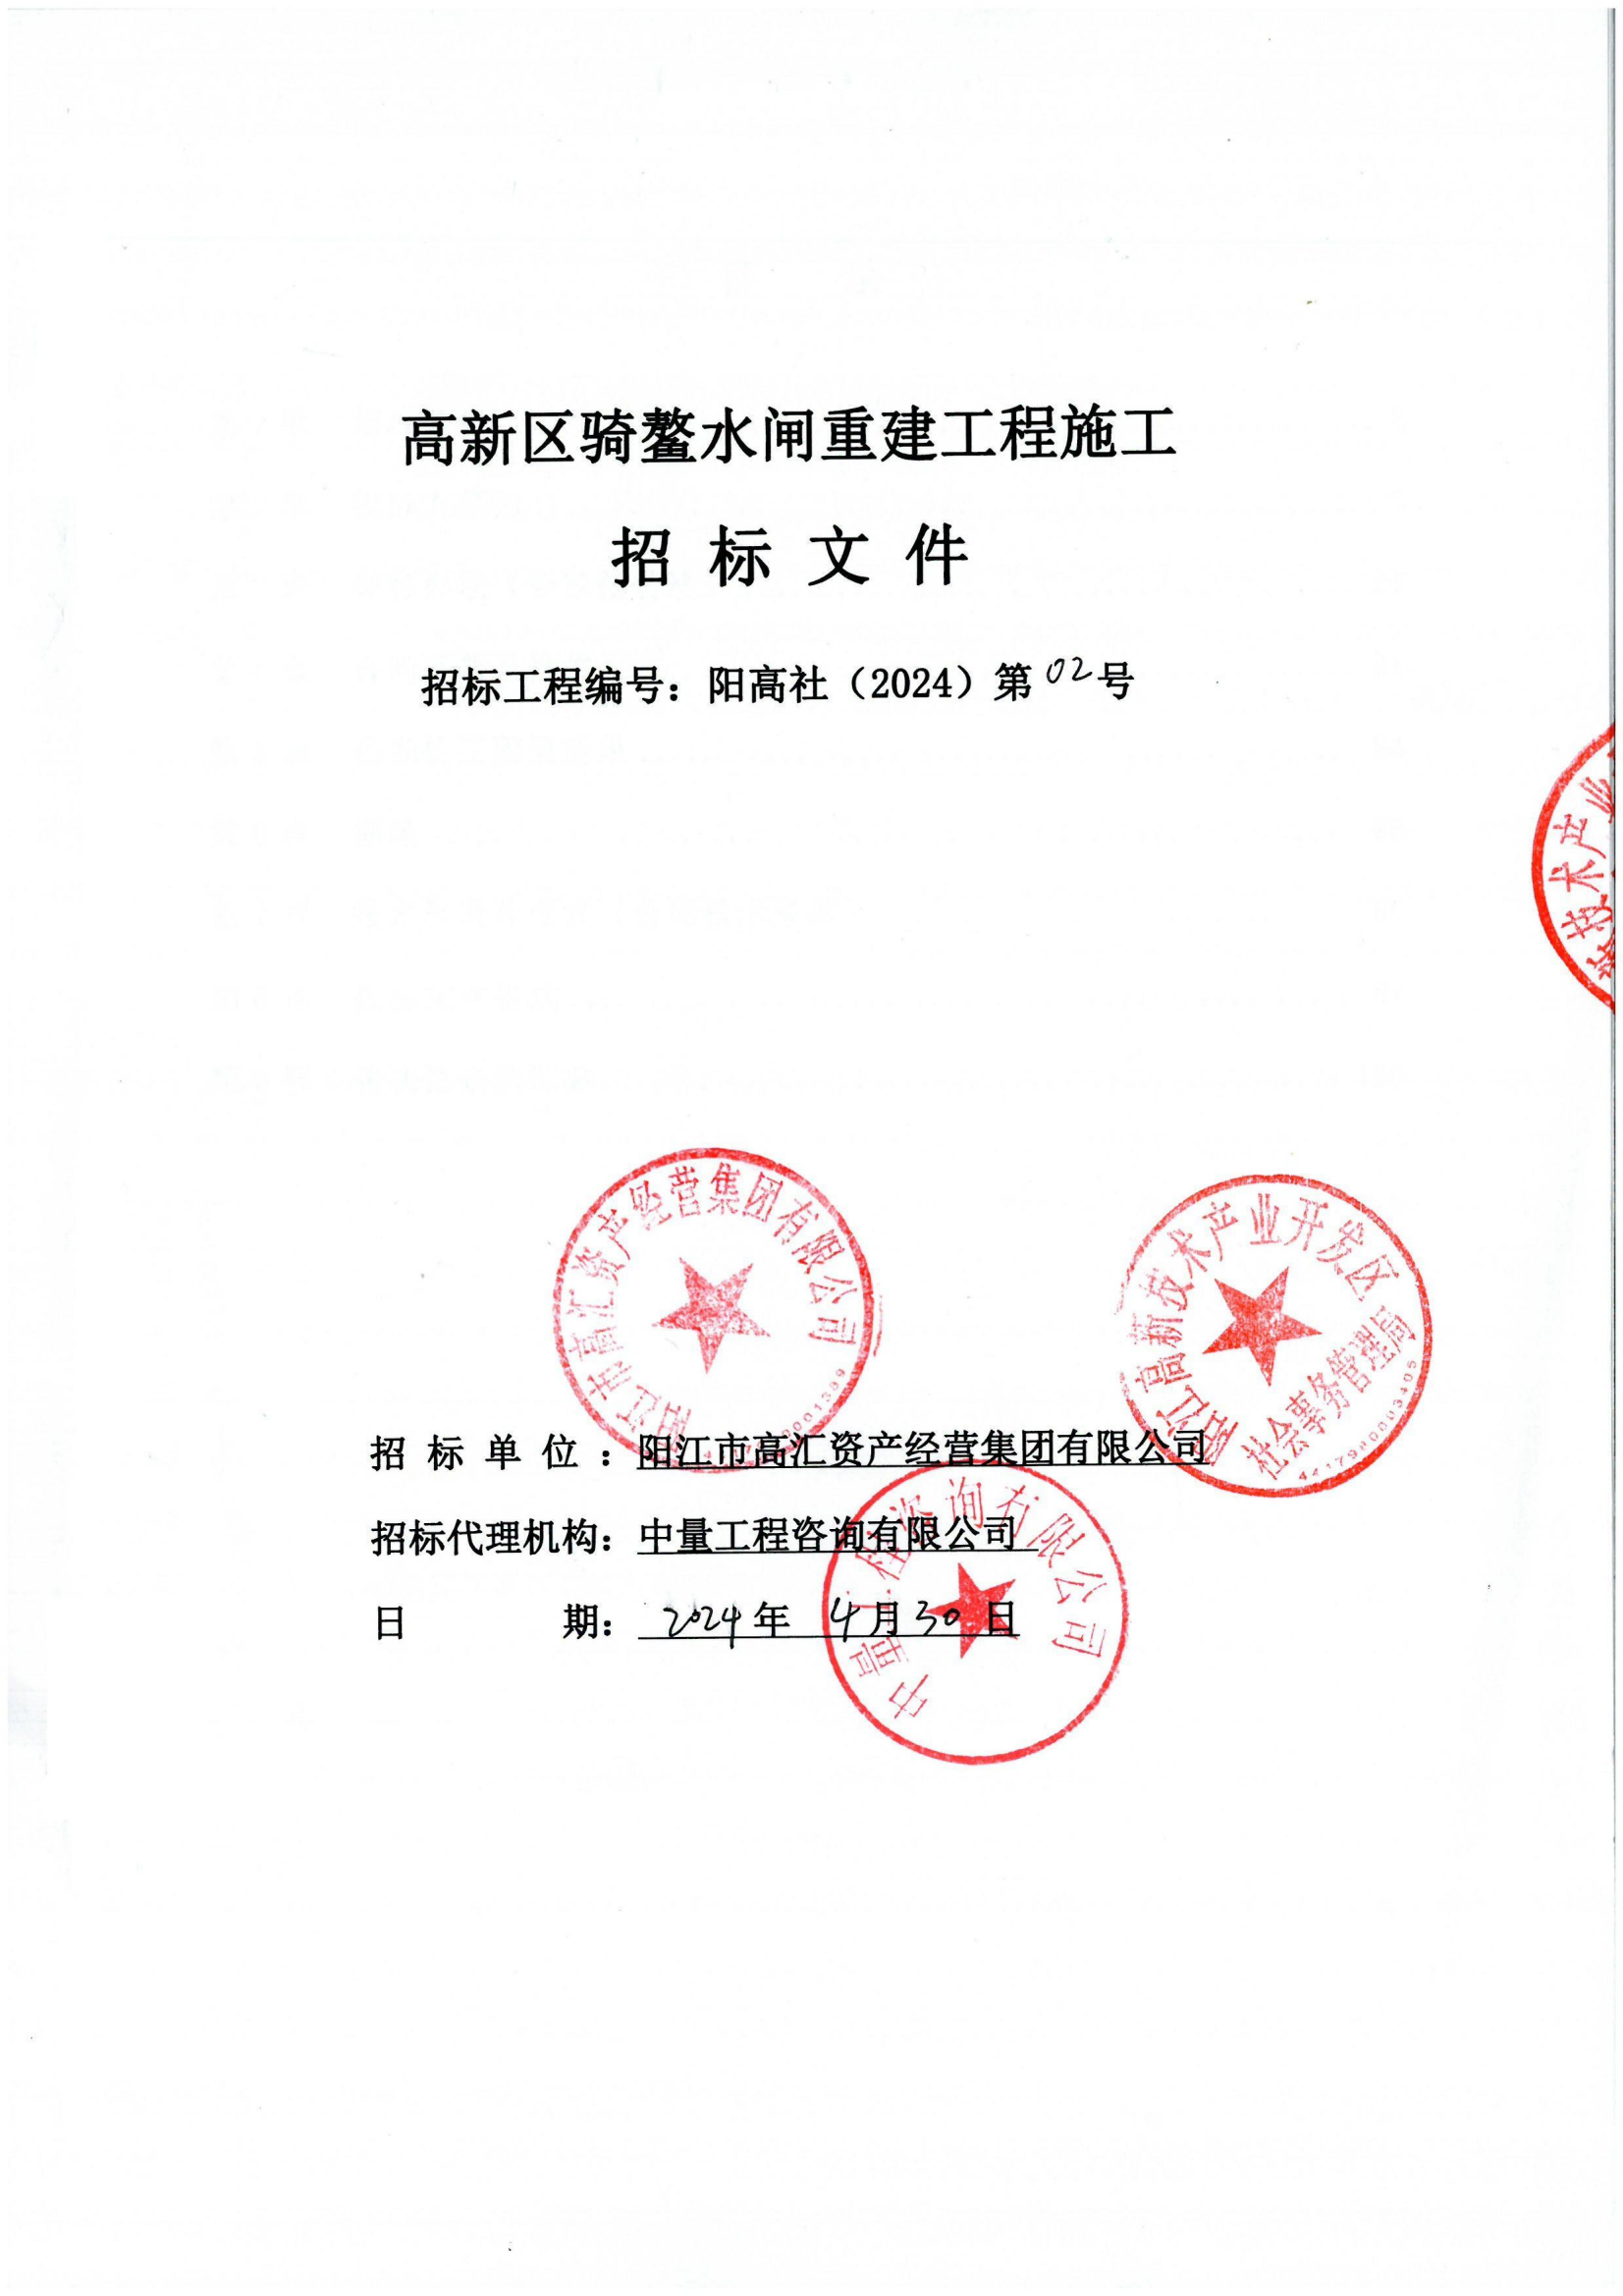 高新区骑鳌水闸重建工程施工
招 标 文 件
招标工程编号：阳高社（2024）第02号
术产业
阳江市高汇资产经营集团有限公司
阳江高新技术产业开发区
社会事务管理局
4417980003405
招 标 单 位 ：阳江市高汇资产经营集团有限公司
招标代理机构：中量工程咨询有限公司
日 期：2024年 4月30日
中量工程咨询有限公司